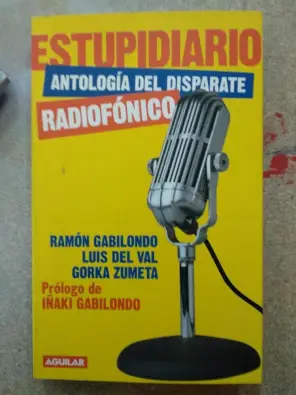 ESTUPIDIARIO
ANTOLOGÍA DEL DISPARATE
RADIOFÓNICO
RAMÓN GABILONDO
LUIS DEL VAL
GORKA ZUMETA
Prólogo de
IÑAKI GABILONDO
AGUILAR